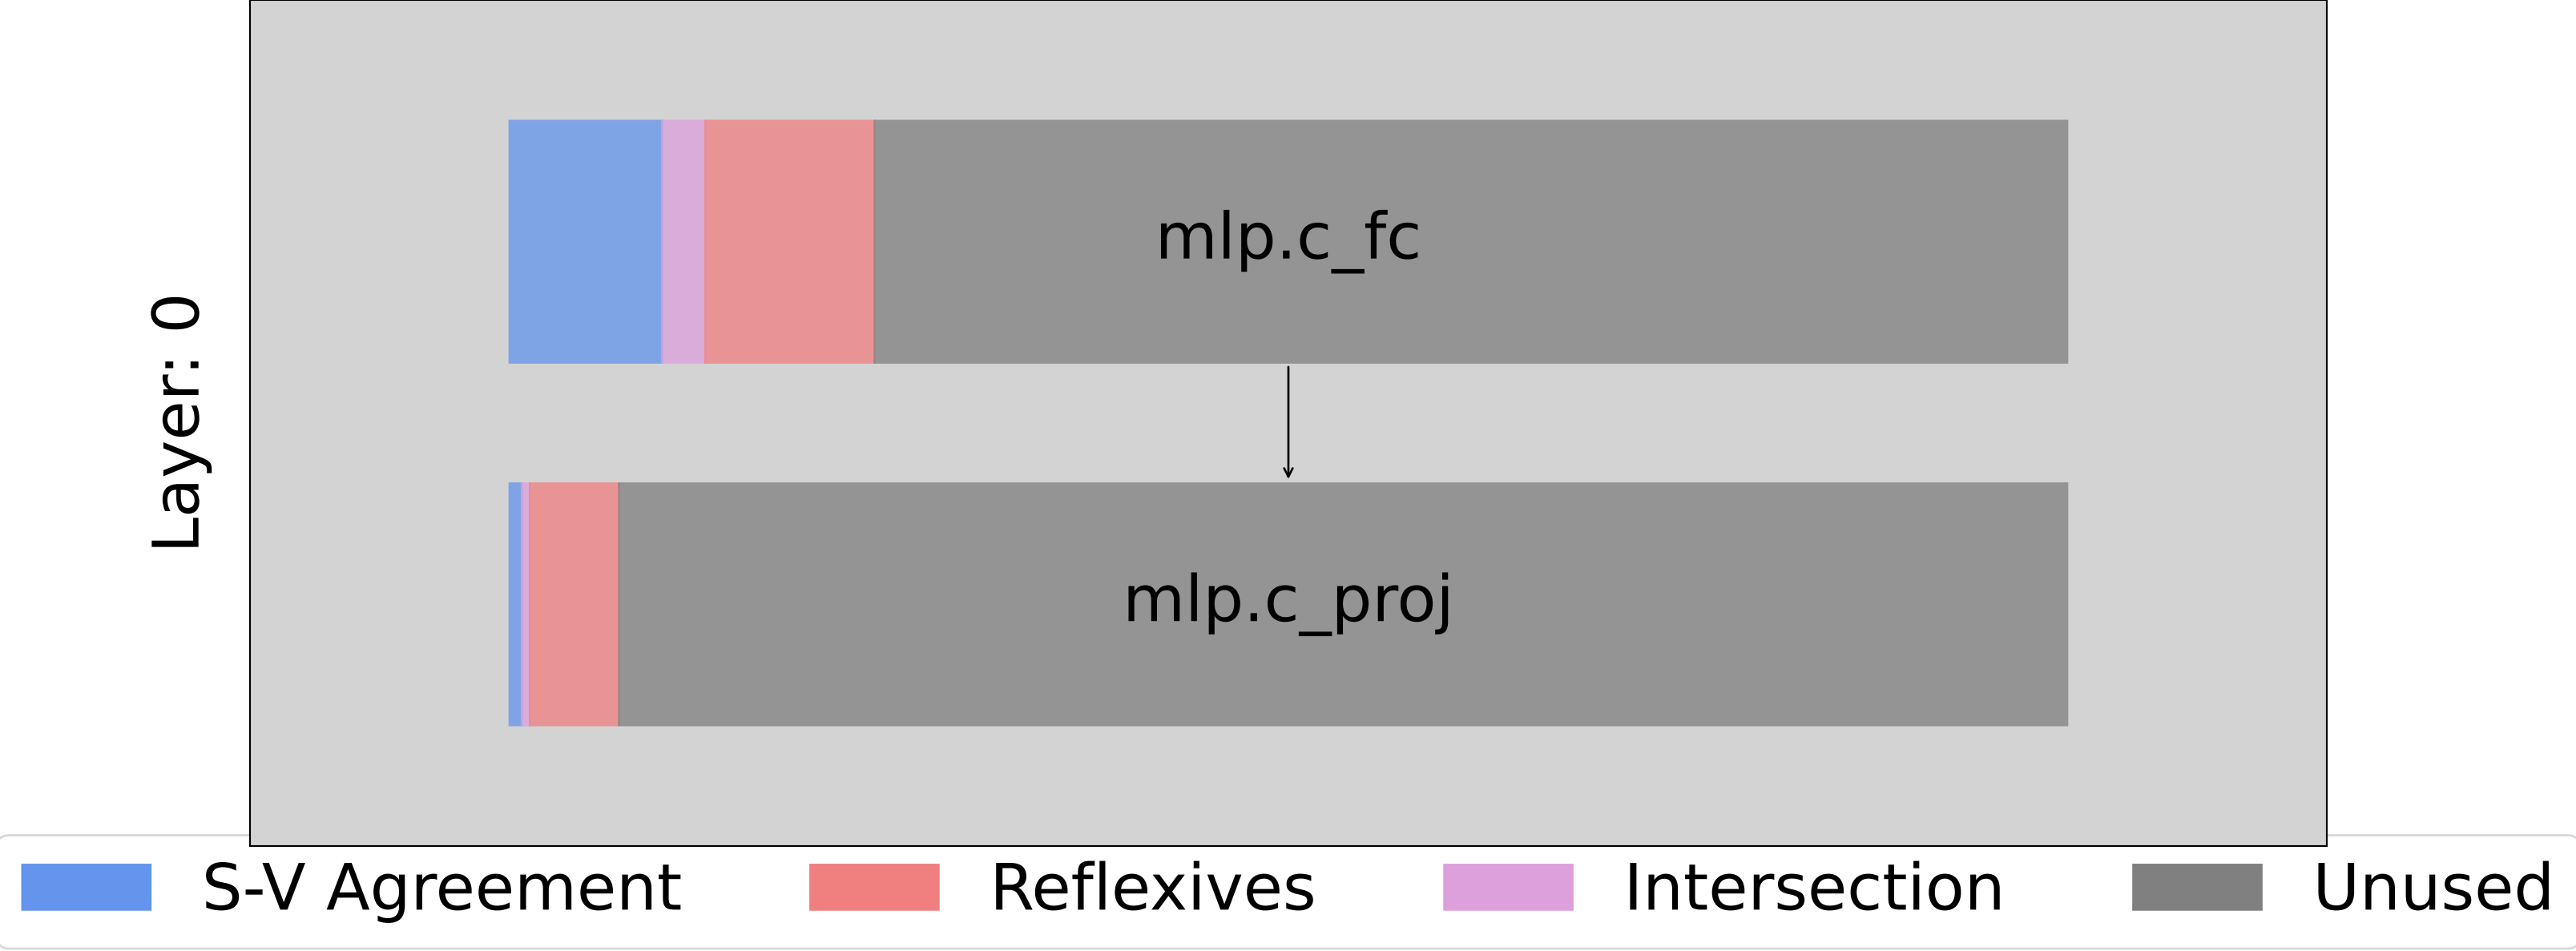 Layer: 0
mlp.c_fc
mlp.c_proj
S-V Agreement
Reflexives
Intersection
Unused